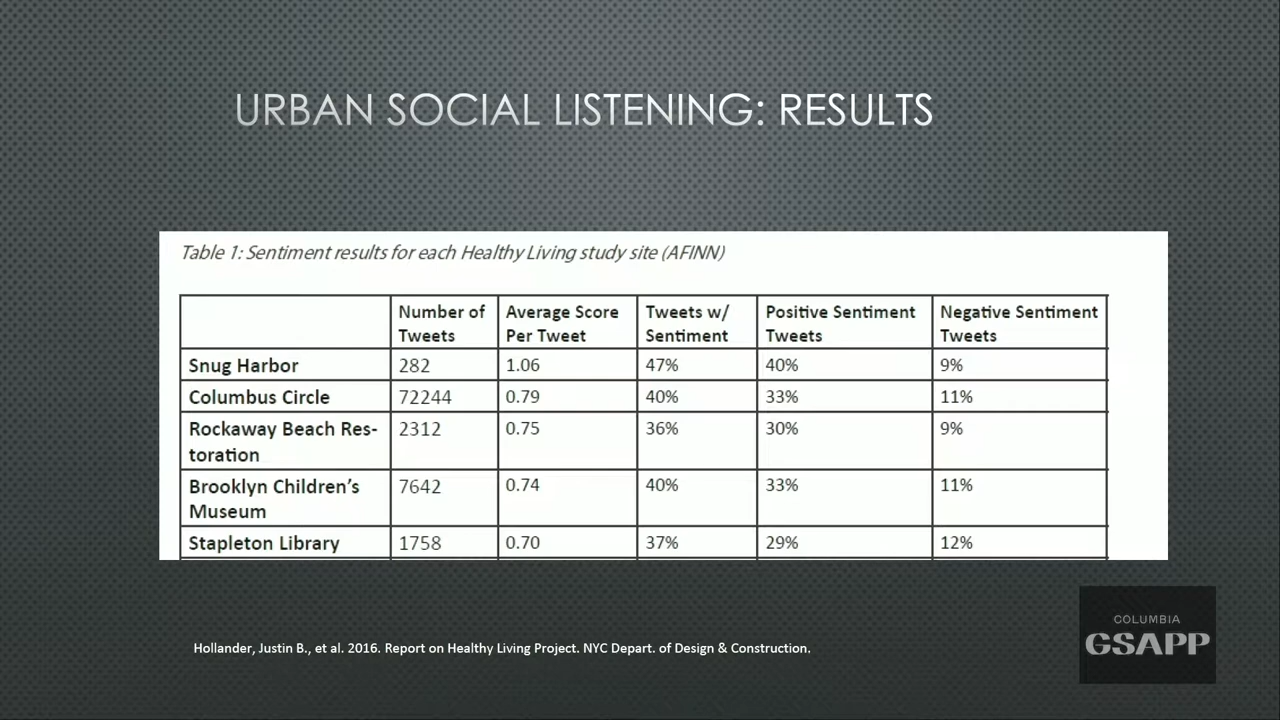 URBAN SOCIAL LISTENING: RESULTS
Table 1: Sentiment results for each Healthy Living study site (AFINN)
Number of Tweets Average Score Per Tweet Tweets w/ Sentiment Positive Sentiment Tweets Negative Sentiment Tweets
Snug Harbor 282 1.06 47% 40% 9%
Columbus Circle 72244 0.79 40% 33% 11%
Rockaway Beach Res-
toration 2312 0.75 36% 30% 9%
Brooklyn Children's
Museum 7642 0.74 40% 33% 11%
Stapleton Library 1758 0.70 37% 29% 12%
Hollander, Justin B., et al. 2016. Report on Healthy Living Project. NYC Depart. of Design & Construction.
COLUMBIA
GSAPP